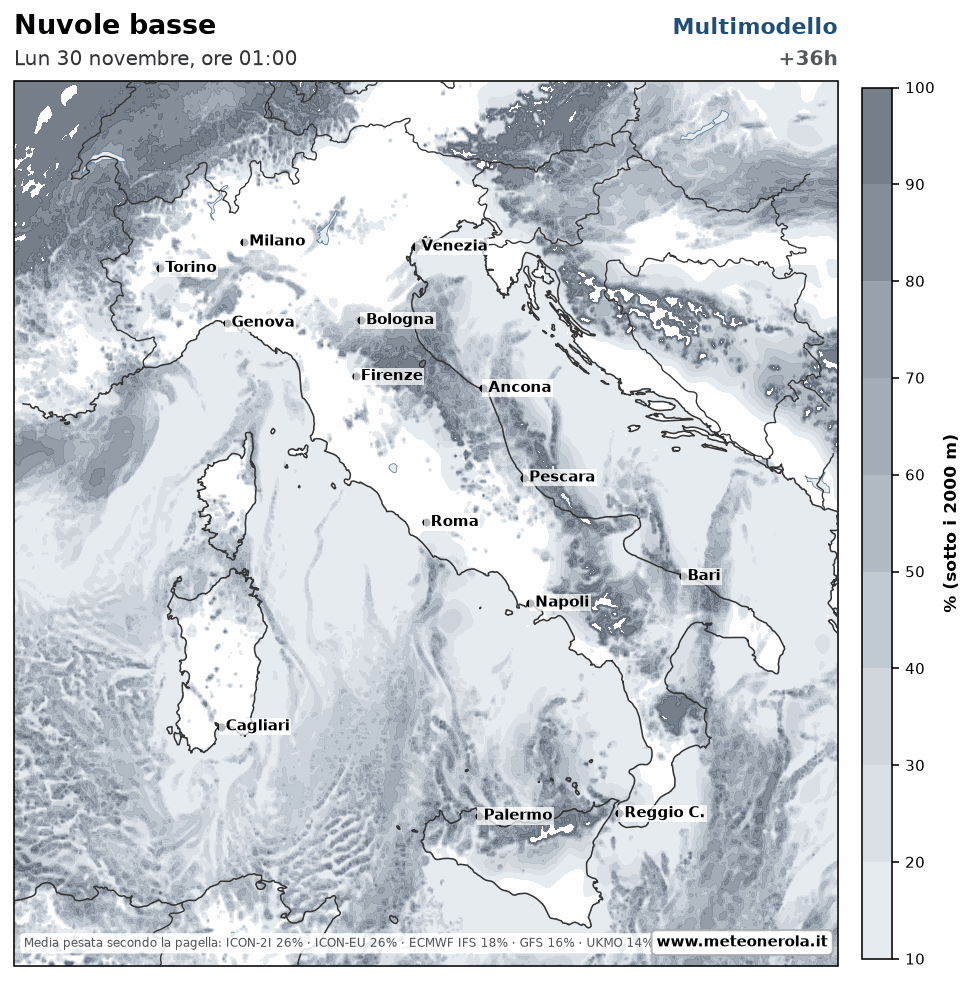 Nuvole basse
Multimodello
Lun 30 novembre, ore 01:00
+36h
100
90
80
70
60
50
40
30
20
10
% (sotto i 2000 m)
Milano
Venezia
Torino
Genova
Bologna
Firenze
Ancona
Pescara
Roma
Bari
Napoli
Cagliari
Palermo
Reggio C.
Media pesata secondo la pagella: ICON-2I 26% · ICON-EU 26% · ECMWF IFS 18% · GFS 16% · UKMO 14%
www.meteonerola.it